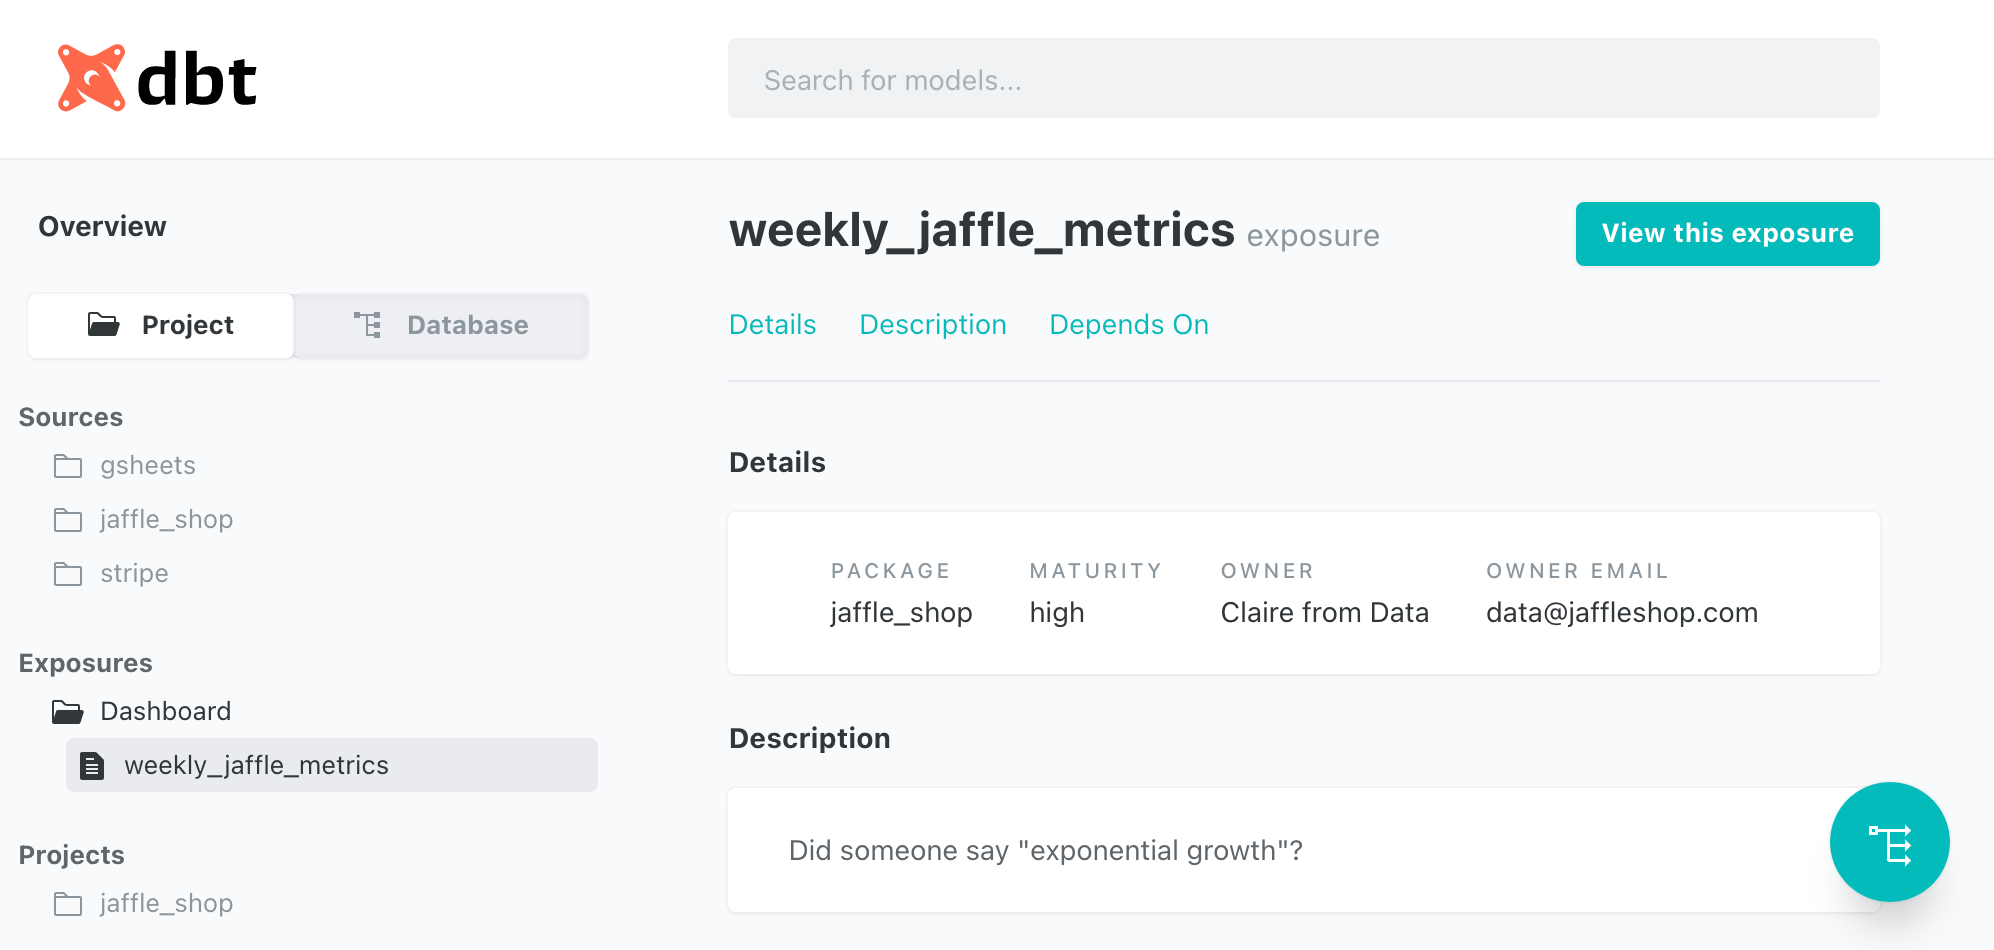 dbt
Search for models...
Overview
Project
Database
Sources
gsheets
jaffle_shop
stripe
Exposures
Dashboard
weekly_jaffle_metrics
Projects
jaffle_shop
weekly_jaffle_metrics exposure
View this exposure
Details Description Depends On
Details
PACKAGE MATURITY OWNER OWNER EMAIL
jaffle_shop high Claire from Data data@jaffleshop.com
Description
Did someone say "exponential growth"?